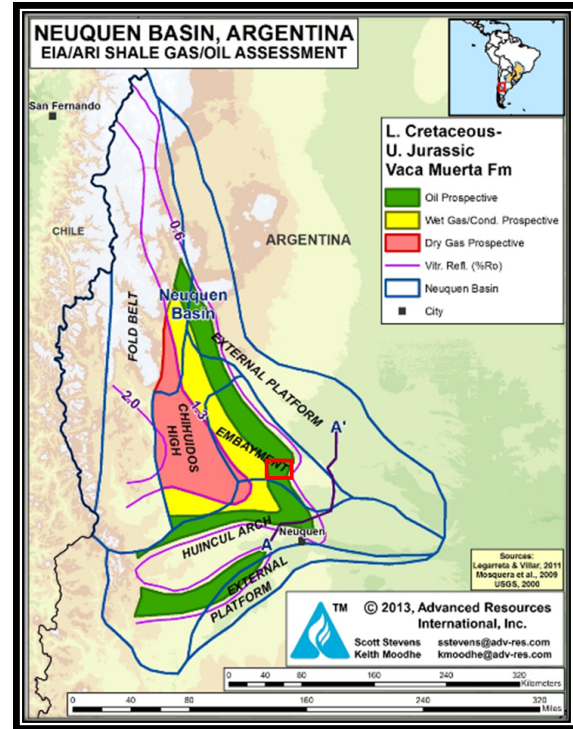 NEUQUEN BASIN, ARGENTINA
EIA/ARI SHALE GAS/OIL ASSESSMENT
San Fernando
L. Cretaceous-
U. Jurassic
Vaca Muerta Fm
Oil Prospective
Wet Gas/Cond. Prospective
Dry Gas Prospective
Vitr. Refl. (%Ro)
Neuquen Basin
City
CHILE
ARGENTINA
0.6
Neuquen
Basin
FOLD BELT
EXTERNAL PLATFORM
2.0
1.3
CHIHUIDOS
HIGH
EMBAYMENT
A'
HUINCUL ARCH
Neuquen
A
EXTERNAL
PLATFORM
Sources:
Legarreta & Villar, 2011
Mosquera et al., 2009
USGS, 2000
TM
© 2013, Advanced Resources
International, Inc.
Scott Stevens sstevens@adv-res.com
Keith Moodhe kmoodhe@adv-res.com
0 40 80 160 240 320
Kilometers
0 40 80 160 240 320
Miles